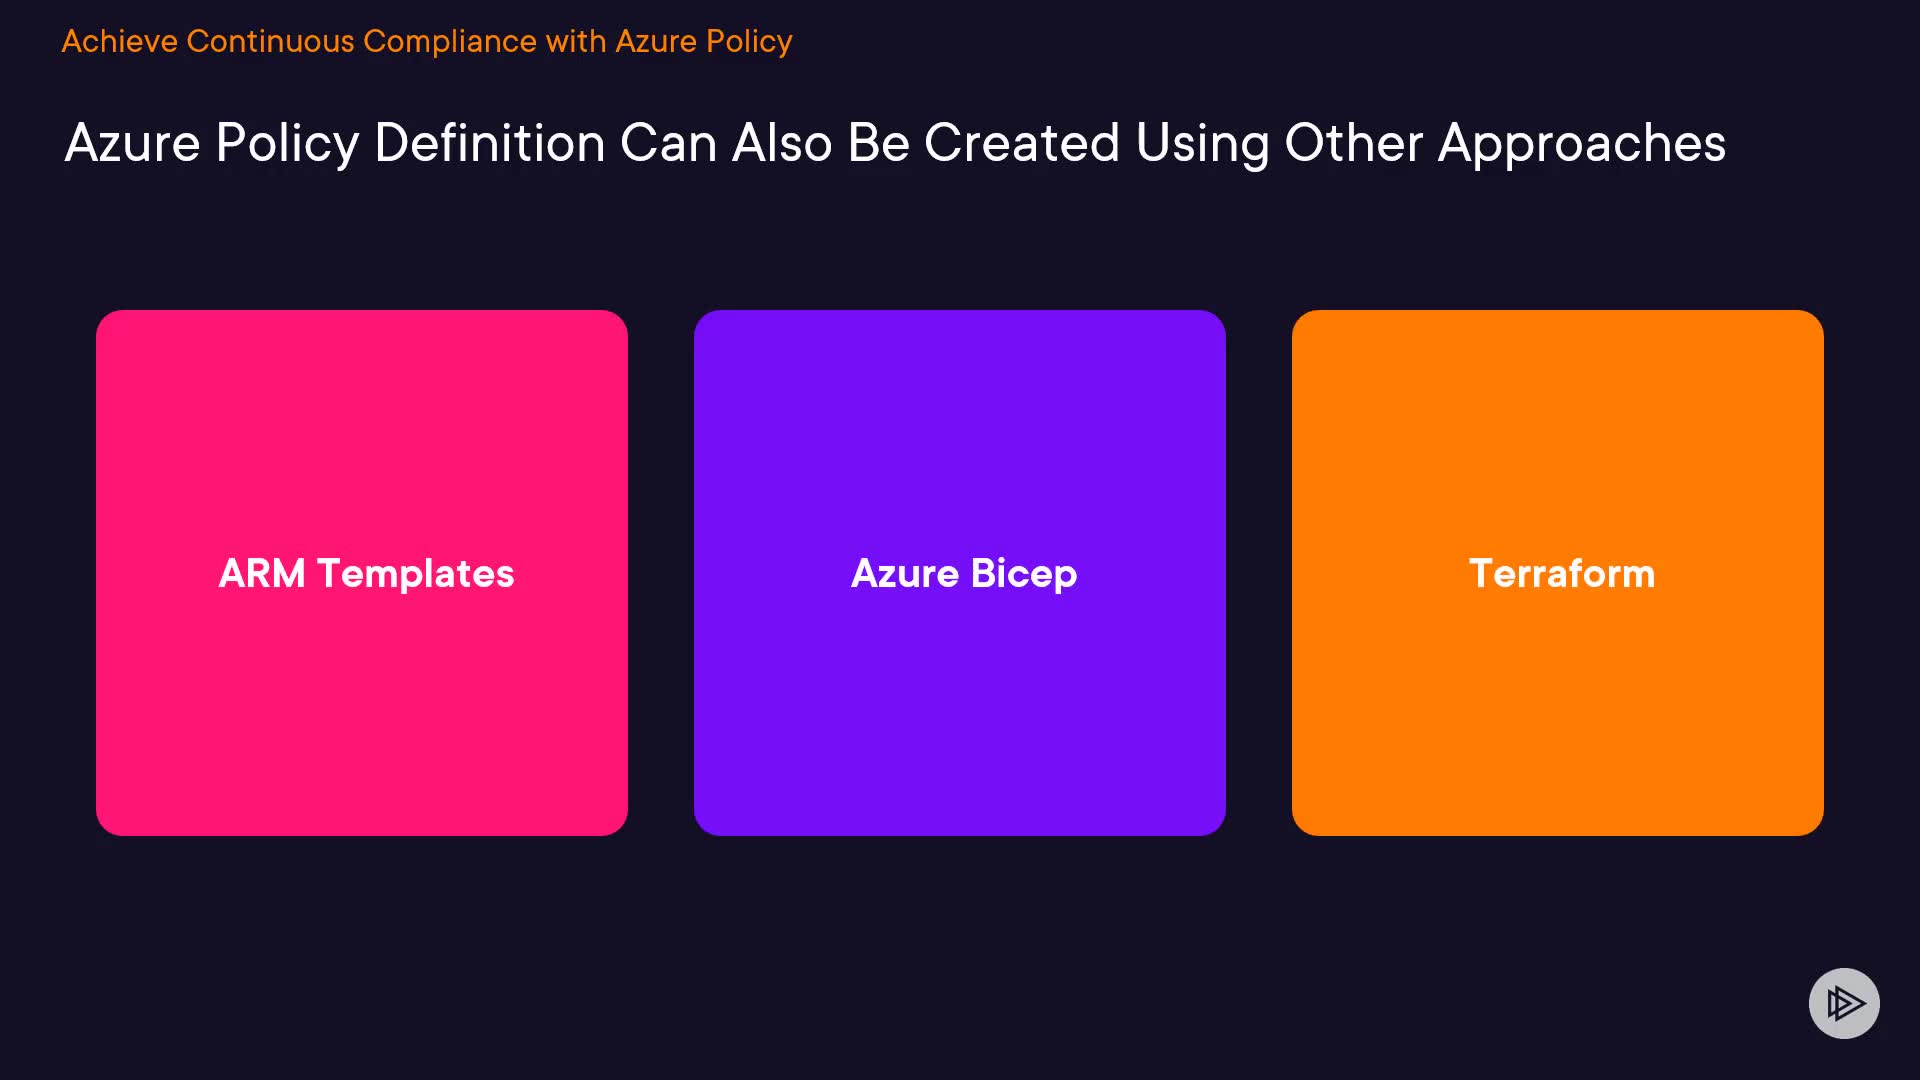 Achieve Continuous Compliance with Azure Policy
Azure Policy Definition Can Also Be Created Using Other Approaches
ARM Templates
Azure Bicep
Terraform